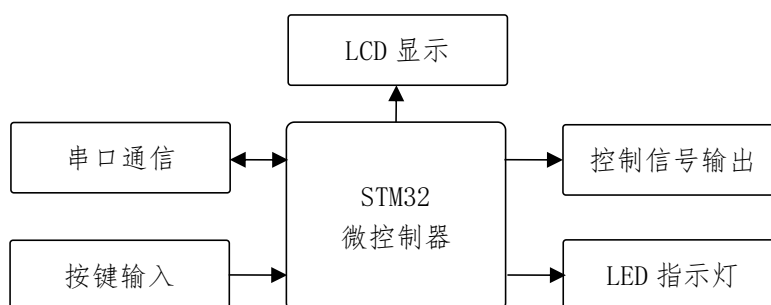 LCD 显示
串口通信
控制信号输出
STM32
微控制器
按键输入
LED 指示灯